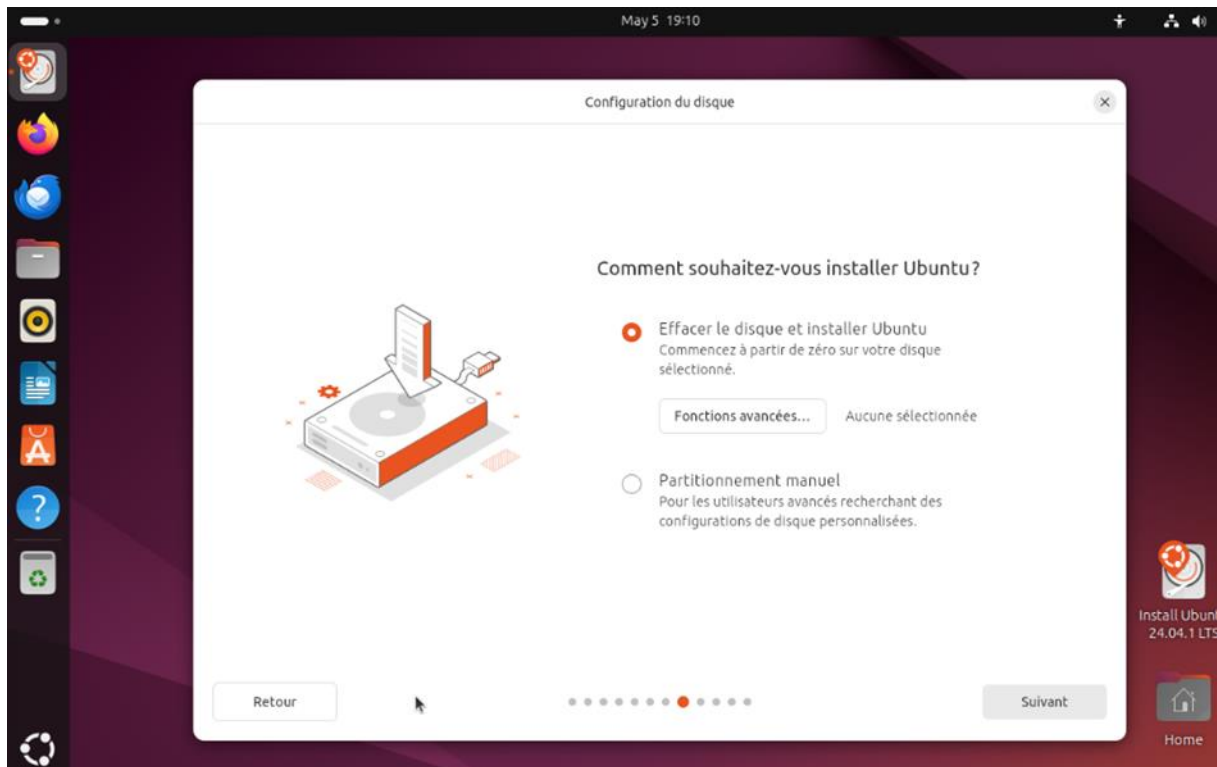 May 5 19:10
Configuration du disque
Comment souhaitez-vous installer Ubuntu?
Effacer le disque et installer Ubuntu
Commencez à partir de zéro sur votre disque
sélectionné.
Fonctions avancées... Aucune sélectionnée
Partitionnement manuel
Pour les utilisateurs avancés recherchant des
configurations de disque personnalisées.
Install Ubun
24.04.1 LTS
Retour
Suivant
Home